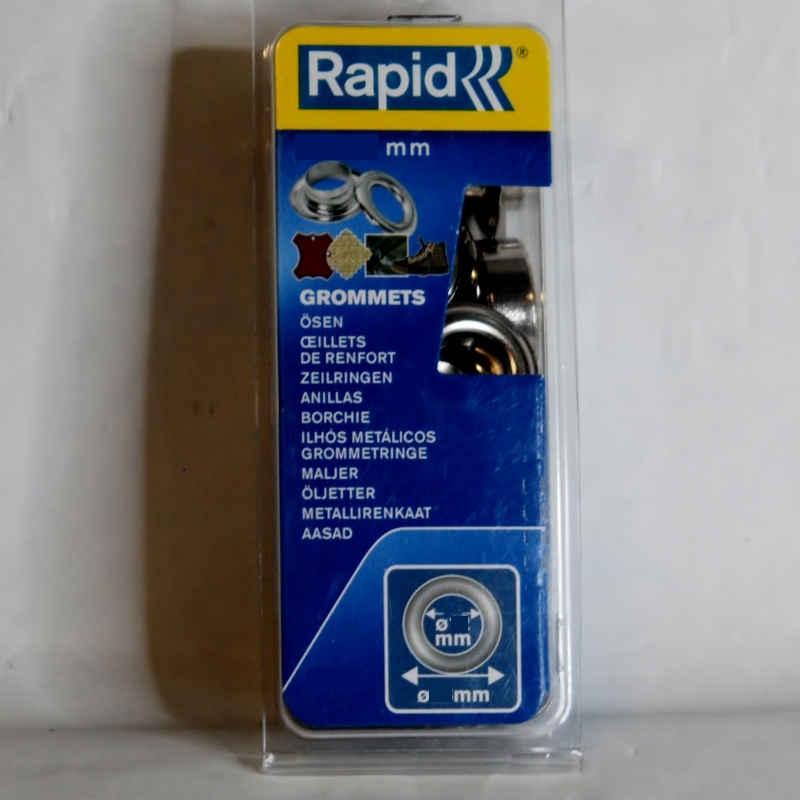 Rapid ®
mm
GROMMETS
ÖSEN
ŒILLETS
DE RENFORT
ZEILRINGEN
ANILLAS
BORCHIE
ILHÓS METÁLICOS
GROMMETRINGE
MALJER
ÖLJETTER
METALLIRENKAAT
AASAD
ø
mm
ø mm